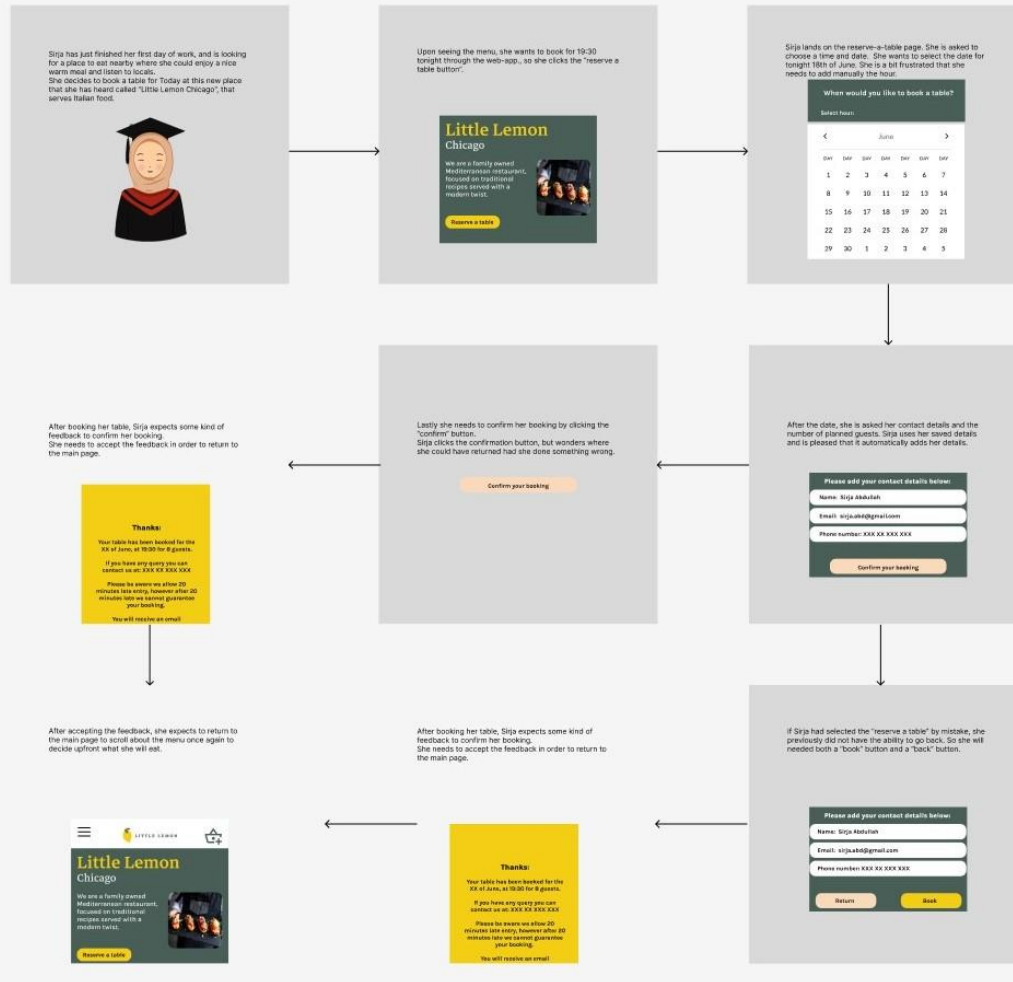 Sirja has just finished her first day of work, and is looking
for a place to eat nearby where she could enjoy a nice
warm meal and listen to locals.
She decides to book a table for Today at this new place
that she has heard called "Little Lemon Chicago", that
serves Italian food.
Upon seeing the menu, she wants to book for 19:30
tonight through the web-app., so she clicks the "reserve a
table button".
Little Lemon
Chicago
We are a family owned
Mediterranean restaurant,
focused on traditional
recipes served with a
modern twist.
Reserve a table
Sirja lands on the reserve-a-table page. She is asked to
choose a time and date. She wants to select the date for
tonight 18th of June. She is a bit frustrated that she
needs to add manually the hour.
When would you like to book a table?
Select hour:
< June >
DAY DAY DAY DAY DAY DAY DAY
1 2 3 4 5 6 7
8 9 10 11 12 13 14
15 16 17 18 19 20 21
22 23 24 25 26 27 28
29 30 1 2 3 4 5
After booking her table, Sirja expects some kind of
feedback to confirm her booking.
She needs to accept the feedback in order to return to
the main page.
Thanks:
Your table has been booked for the
XX of June, at 19:30 for 8 guests.
If you have any query you can
contact us at: XXX XX XXX XXX
Please be aware we allow 20
minutes late entry, however after 20
minutes late we cannot guarantee
your booking.
You will receive an email
Lastly she needs to confirm her booking by clicking the
"confirm" button.
Sirja clicks the confirmation button, but wonders where
she could have returned had she done something wrong.
Confirm your booking
After the date, she is asked her contact details and the
number of planned guests. Sirja uses her saved details
and is pleased that it automatically adds her details.
Please add your contact details below:
Name: Sirja Abdullah
Email: sirja.abd@gmail.com
Phone number: XXX XX XXX XXX
Confirm your booking
After accepting the feedback, she expects to return to
the main page to scroll about the menu once again to
decide upfront what she will eat.
LITTLE LEMON
Little Lemon
Chicago
We are a family owned
Mediterranean restaurant,
focused on traditional
recipes served with a
modern twist.
Reserve a table
After booking her table, Sirja expects some kind of
feedback to confirm her booking.
She needs to accept the feedback in order to return to
the main page.
Thanks:
Your table has been booked for the
XX of June, at 19:30 for 8 guests.
If you have any query you can
contact us at: XXX XX XXX XXX
Please be aware we allow 20
minutes late entry, however after 20
minutes late we cannot guarantee
your booking.
You will receive an email
If Sirja had selected the "reserve a table" by mistake, she
previously did not have the ability to go back. So she will
needed both a "book" button and a "back" button.
Please add your contact details below:
Name: Sirja Abdullah
Email: sirja.abd@gmail.com
Phone number: XXX XX XXX XXX
Return
Book